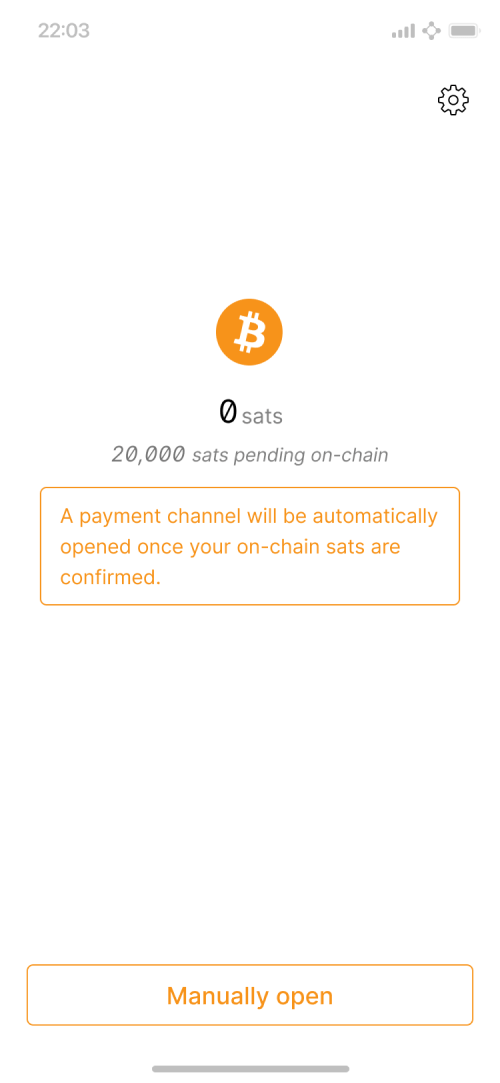 22:03
0 sats
20,000 sats pending on-chain
A payment channel will be automatically
opened once your on-chain sats are
confirmed.
Manually open